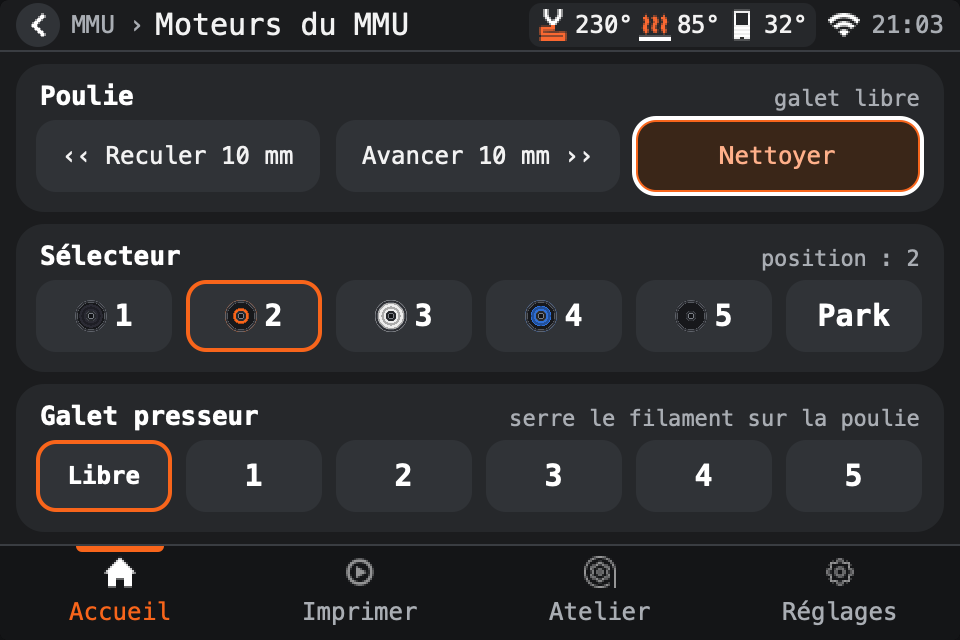 MMU › Moteurs du MMU 230° 85° 32° 21:03
Poulie galet libre
‹‹ Reculer 10 mm Avancer 10 mm ›› Nettoyer
Sélecteur position : 2
1 2 3 4 5 Park
Galet presseur serre le filament sur la poulie
Libre 1 2 3 4 5
Accueil Imprimer Atelier Réglages